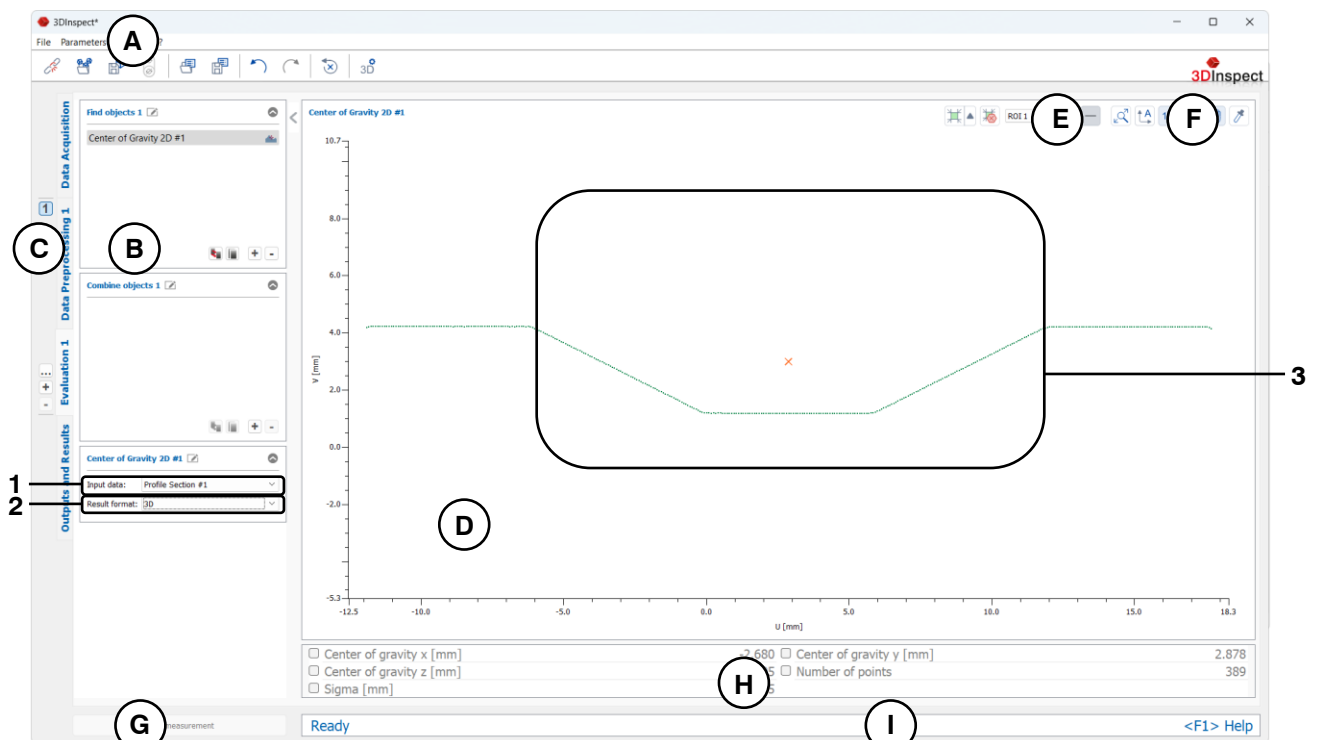 3DInspect*
File Parameters ?
A
3D
3DInspect
Data Acquisition
Data Preprocessing 1
Evaluation 1
Outputs and Results
1
C
...
+
-
Find objects 1
Center of Gravity 2D #1
B
+ -
Combine objects 1
+ -
Center of Gravity 2D #1
1
Input data: Profile Section #1
2
Result format: 3D
Center of Gravity 2D #1
ROI 1
E
F
10.7
8.0
6.0
4.0
2.0
0.0
-2.0
-5.3
V [mm]
3
D
-12.5 -10.0 -5.0 0.0 5.0 10.0 15.0 18.3
U [mm]
Center of gravity x [mm] -2.680 Center of gravity y [mm] 2.878
Center of gravity z [mm] Number of points 389
Sigma [mm]
H
G
measurement
Ready
I
<F1> Help